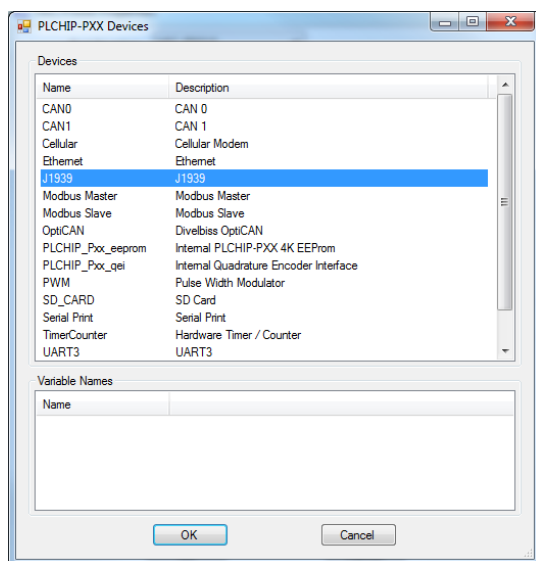 PLCHIP-PXX Devices
Devices
Name Description
CAN0 CAN 0
CAN1 CAN 1
Cellular Cellular Modem
Ethernet Ethernet
J1939 J1939
Modbus Master Modbus Master
Modbus Slave Modbus Slave
OptiCAN Divelbiss OptiCAN
PLCHIP_Pxx_eeprom Internal PLCHIP-PXX 4K EEProm
PLCHIP_Pxx_qei Internal Quadrature Encoder Interface
PWM Pulse Width Modulator
SD_CARD SD Card
Serial Print Serial Print
TimerCounter Hardware Timer / Counter
UART3 UART3
Variable Names
Name
OK Cancel